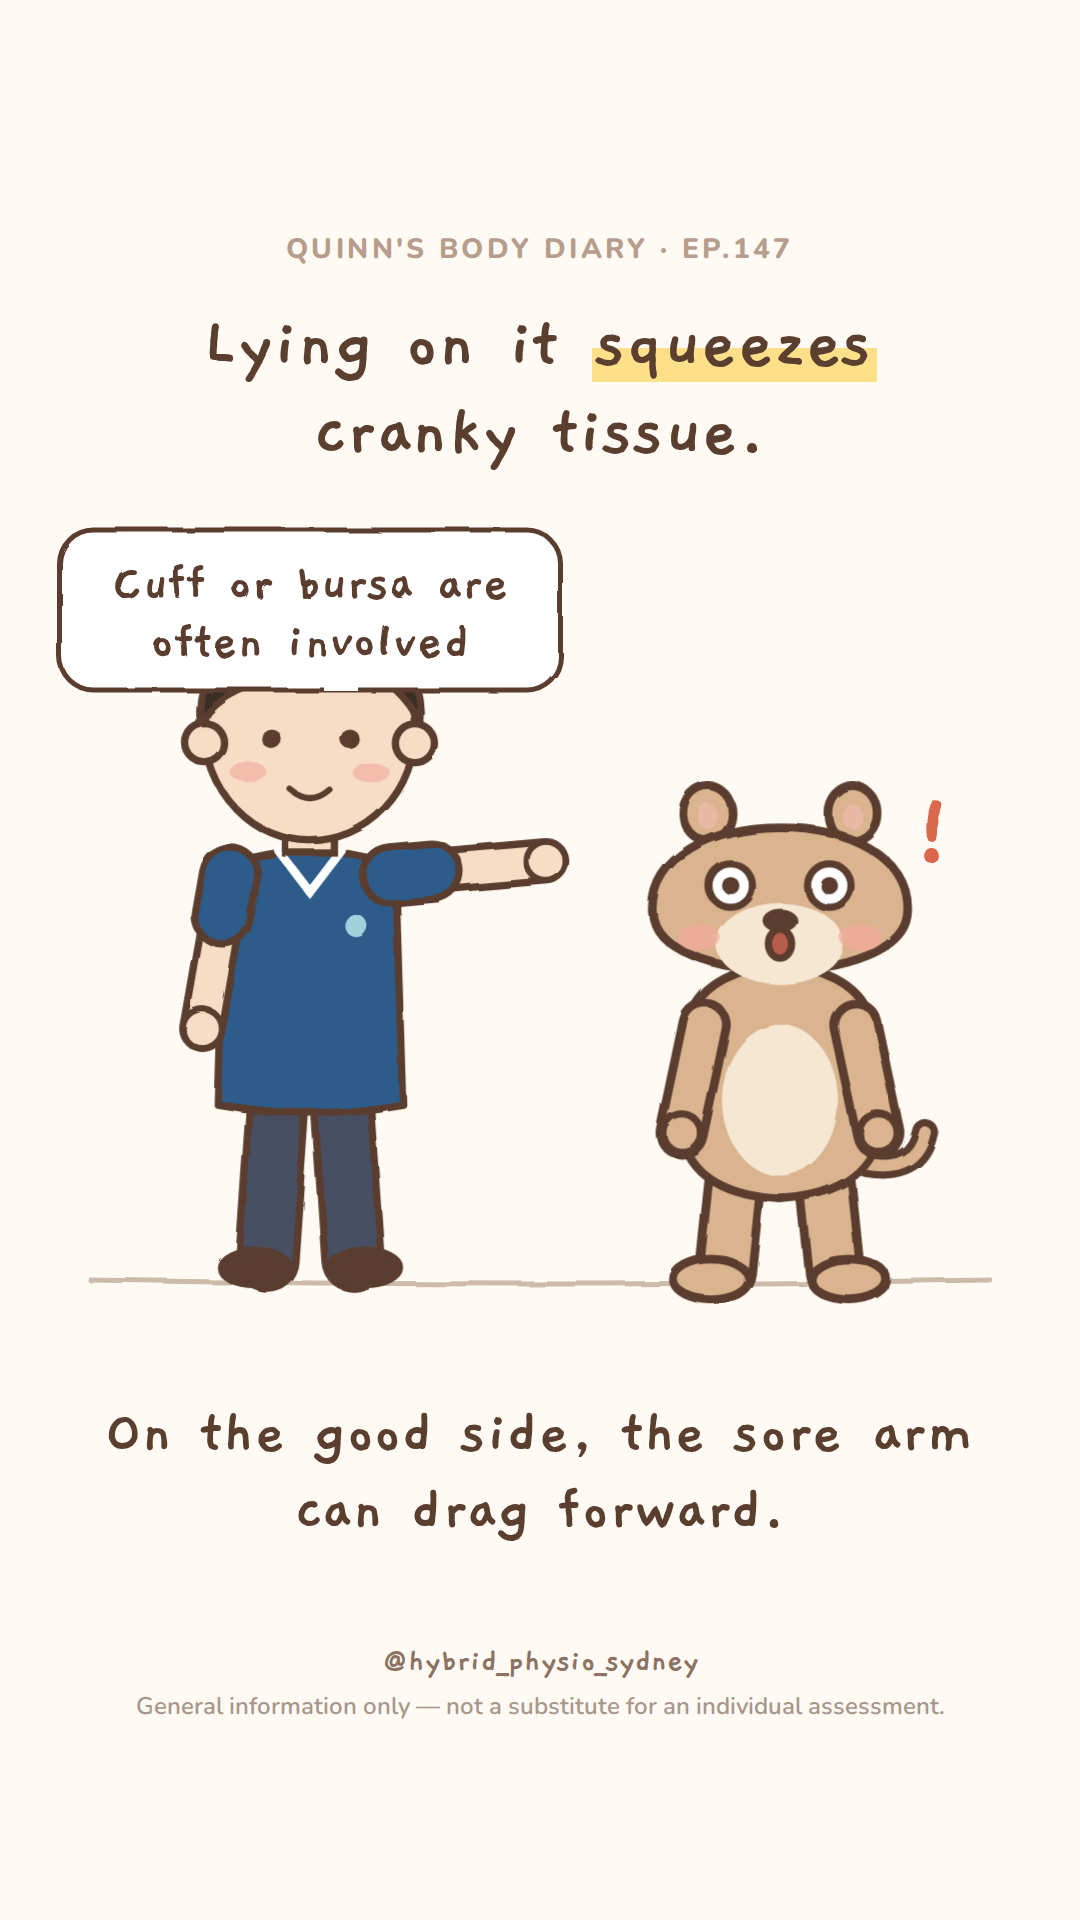 QUINN'S BODY DIARY · EP.147
Lying on it squeezes
cranky tissue.
Cuff or bursa are
often involved
!
On the good side, the sore arm
can drag forward.
@hybrid_physio_sydney
General information only — not a substitute for an individual assessment.